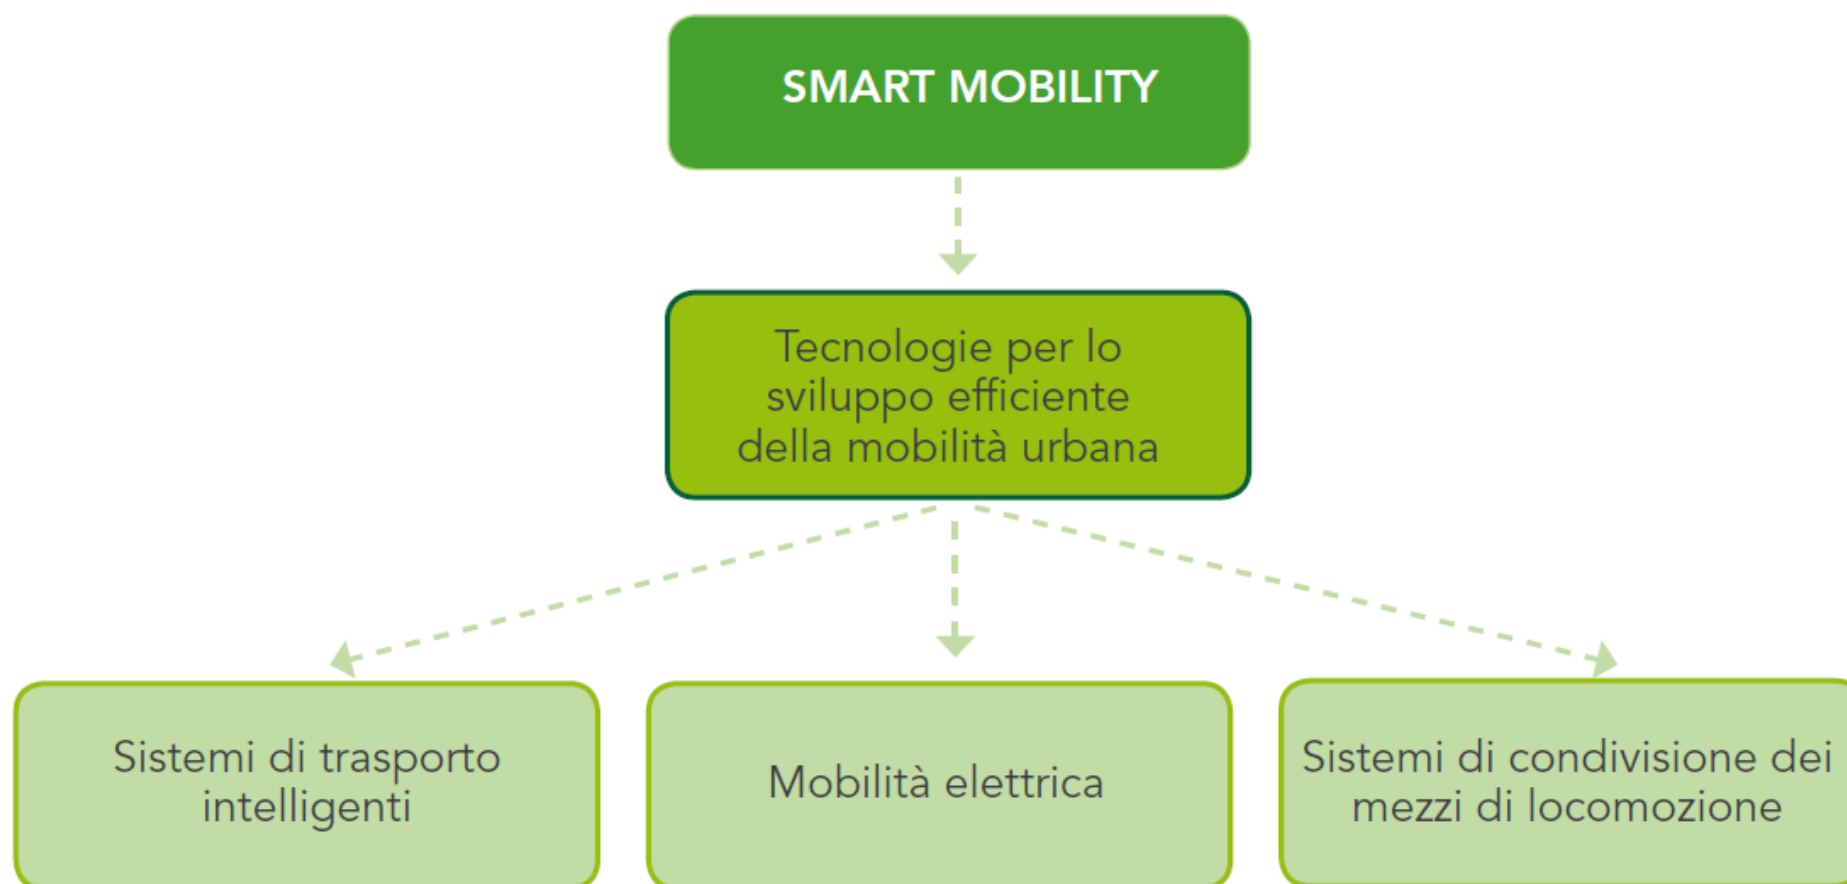 SMART MOBILITY
Tecnologie per lo
sviluppo efficiente
della mobilità urbana
Sistemi di trasporto
intelligenti
Mobilità elettrica
Sistemi di condivisione dei
mezzi di locomozione